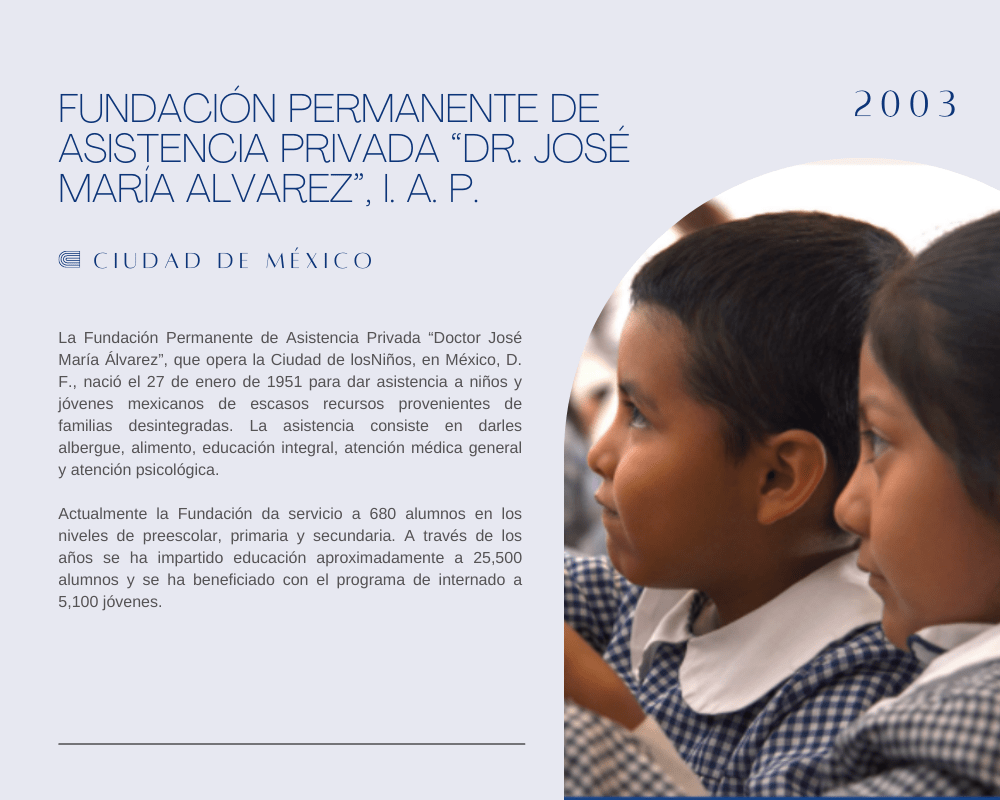 FUNDACIÓN PERMANENTE DE
ASISTENCIA PRIVADA “DR. JOSÉ
MARÍA ALVAREZ”, I. A. P.
2003
CIUDAD DE MÉXICO
La Fundación Permanente de Asistencia Privada “Doctor José
María Álvarez”, que opera la Ciudad de losNiños, en México, D.
F., nació el 27 de enero de 1951 para dar asistencia a niños y
jóvenes mexicanos de escasos recursos provenientes de
familias desintegradas. La asistencia consiste en darles
albergue, alimento, educación integral, atención médica general
y atención psicológica.
Actualmente la Fundación da servicio a 680 alumnos en los
niveles de preescolar, primaria y secundaria. A través de los
años se ha impartido educación aproximadamente a 25,500
alumnos y se ha beneficiado con el programa de internado a
5,100 jóvenes.